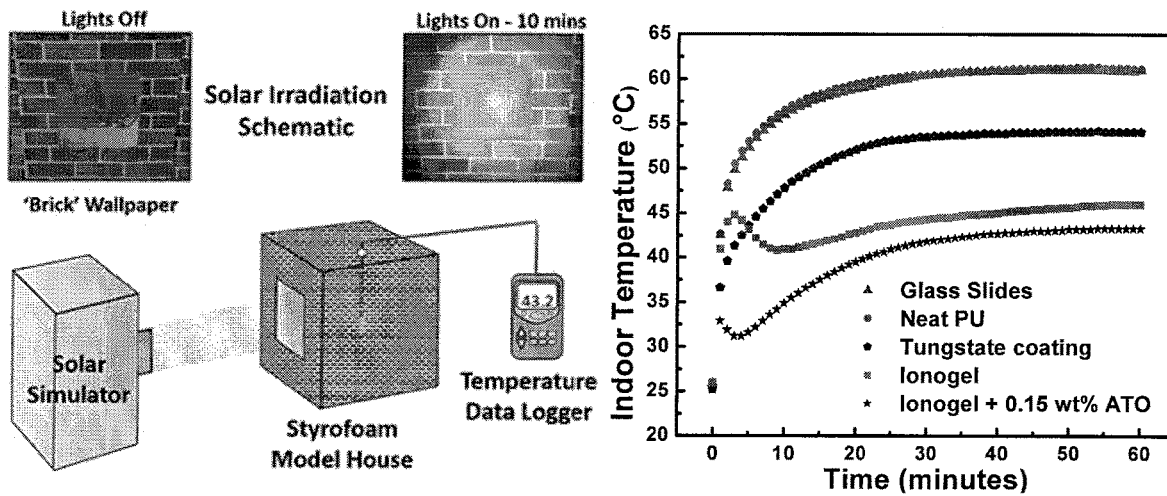 Lights Off
Lights On - 10 mins
Solar Irradiation
Schematic
'Brick' Wallpaper
Solar
Simulator
Styrofoam
Model House
43.2
Temperature
Data Logger
Indoor Temperature (°C)
65
60
55
50
45
40
35
30
25
20
Glass Slides
Neat PU
Tungstate coating
Ionogel
Ionogel + 0.15 wt% ATO
0 10 20 30 40 50 60
Time (minutes)